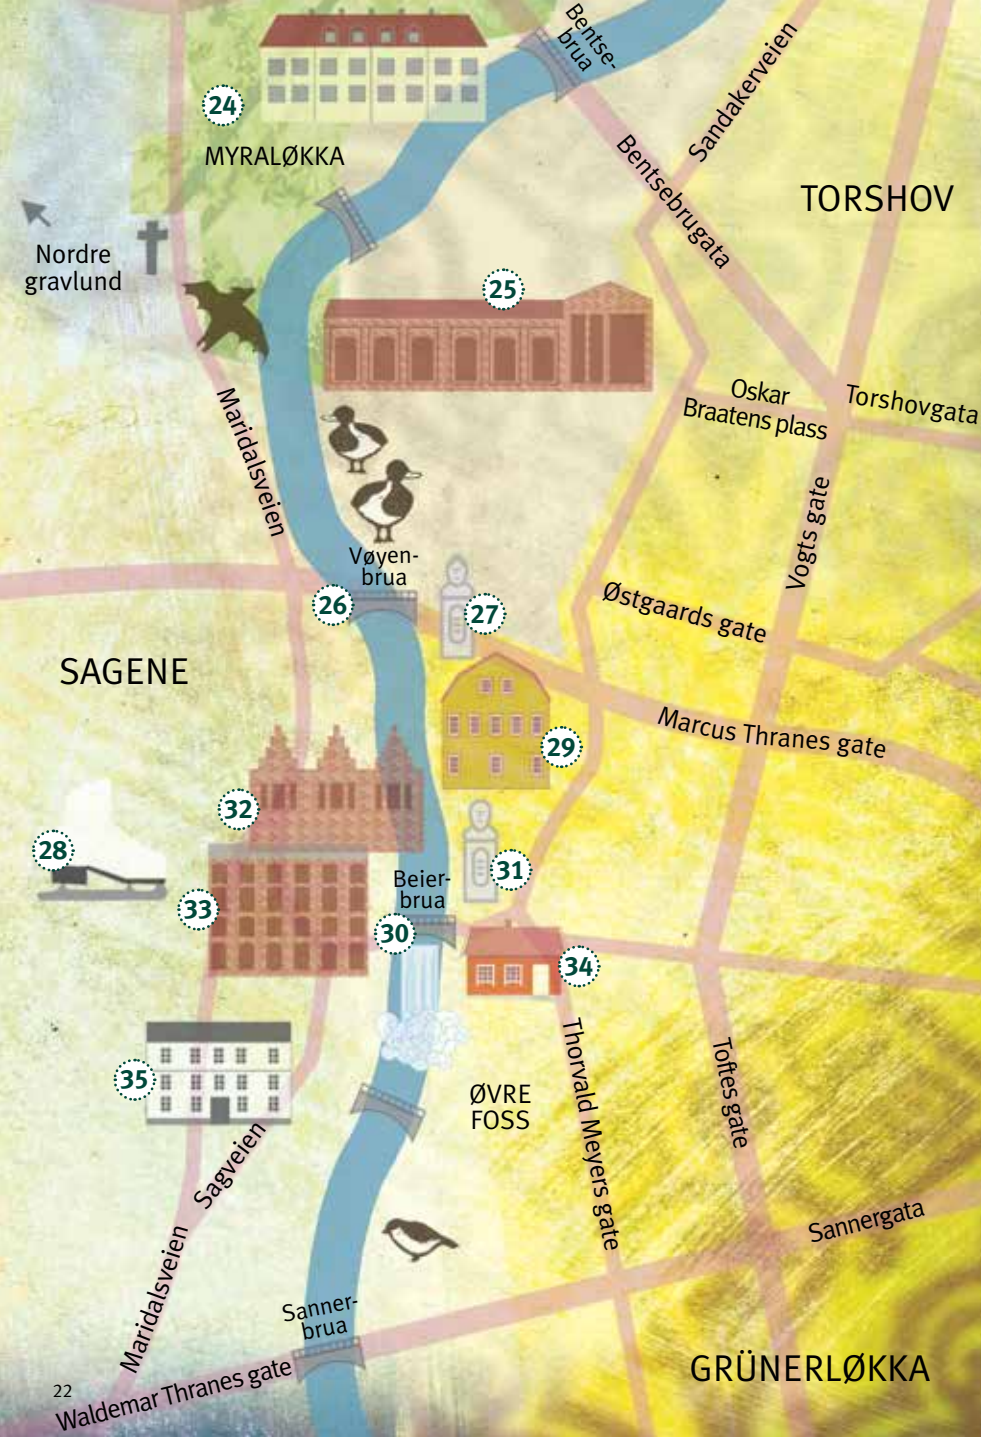 Bentse-
brua
Sandakerveien
24
MYRALØKKA
Bentsebrugata
TORSHOV
Nordre
gravlund
25
Maridalsveien
Oskar
Braatens plass
Torshovgata
Vogts gate
Vøyen-
brua
26
27
Østgaards gate
SAGENE
Marcus Thranes gate
29
32
28
31
Beier-
brua
33
30
34
35
ØVRE
FOSS
Thorvald Meyers gate
Toftes gate
Sagveien
Maridalsveien
Sannergata
Sanner-
brua
GRÜNERLØKKA
22
Waldemar Thranes gate